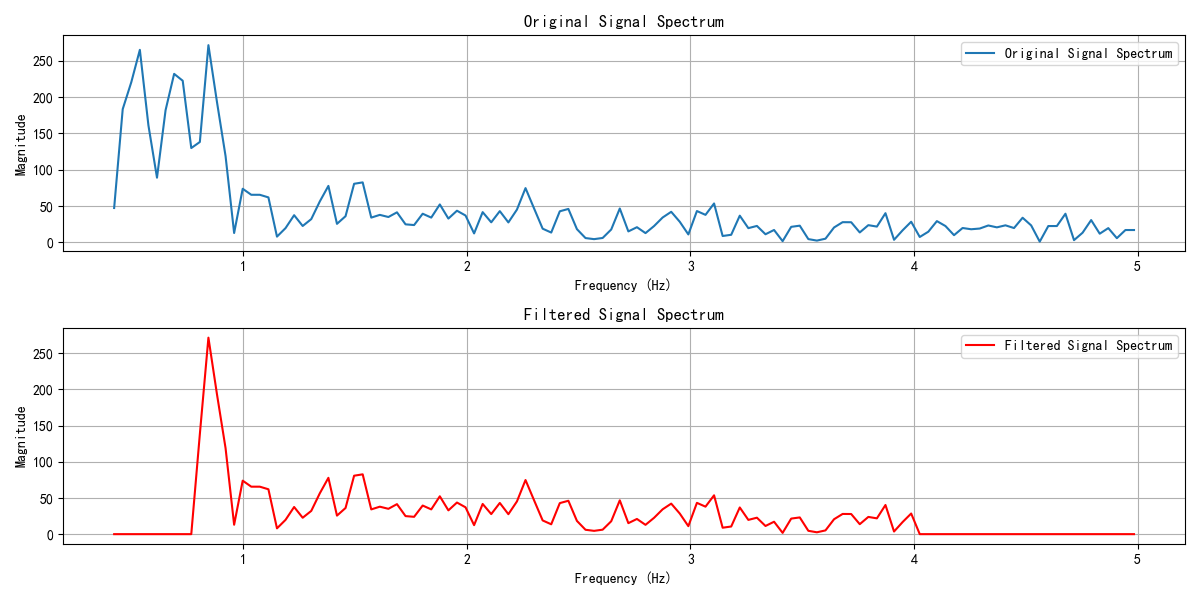 Original Signal Spectrum
Original Signal Spectrum
Magnitude
250
200
150
100
50
0
1 2 3 4 5
Frequency (Hz)
Filtered Signal Spectrum
Filtered Signal Spectrum
Magnitude
250
200
150
100
50
0
1 2 3 4 5
Frequency (Hz)